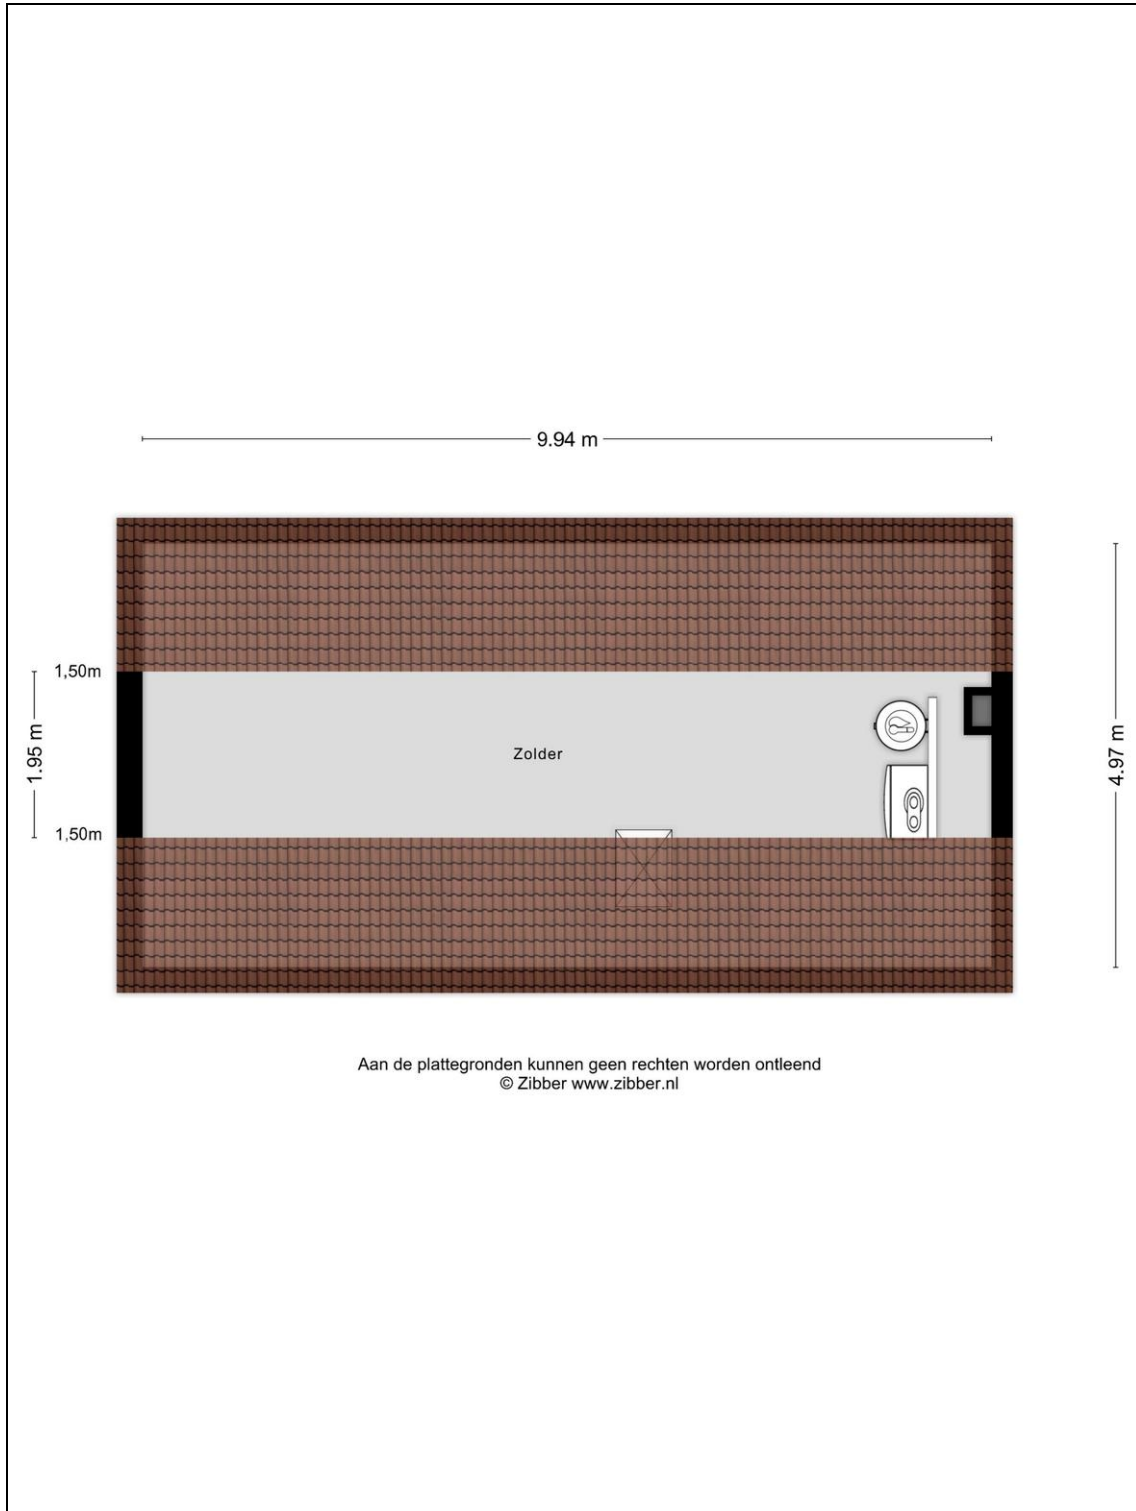 9.94 m
1,50m
1.95 m
Zolder
4.97 m
1,50m
Aan de plattegronden kunnen geen rechten worden ontleend
© Zibber www.zibber.nl